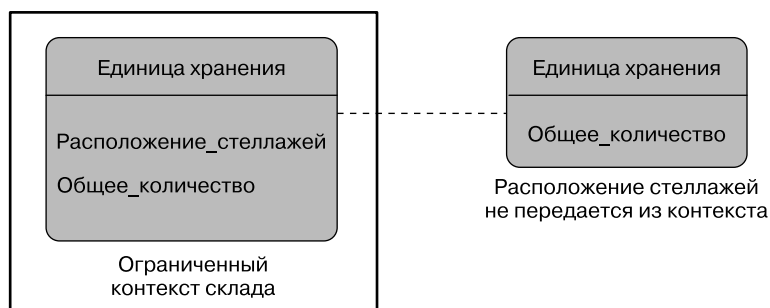 Единица хранения
Расположение_стеллажей
Общее_количество
Ограниченный
контекст склада
Единица хранения
Общее_количество
Расположение стеллажей
не передается из контекста